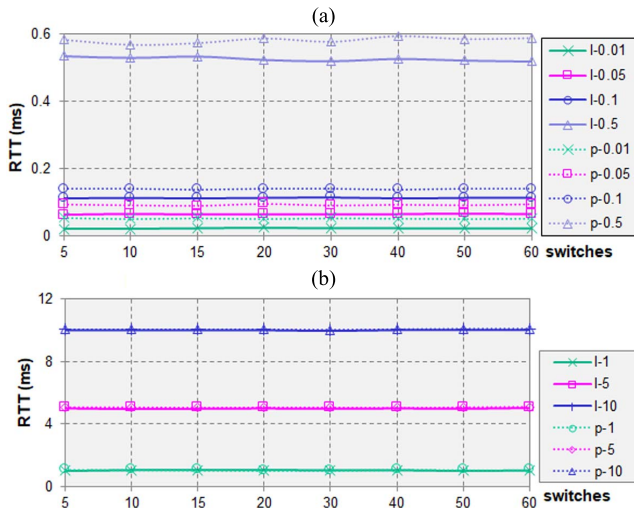 (a)
0.6
0.4
0.2
0
RTT (ms)
5 10 15 20 30 40 50 60
switches
l-0.01
l-0.05
l-0.1
l-0.5
p-0.01
p-0.05
p-0.1
p-0.5
(b)
12
8
4
0
RTT (ms)
5 10 15 20 30 40 50 60
switches
l-1
l-5
l-10
p-1
p-5
p-10